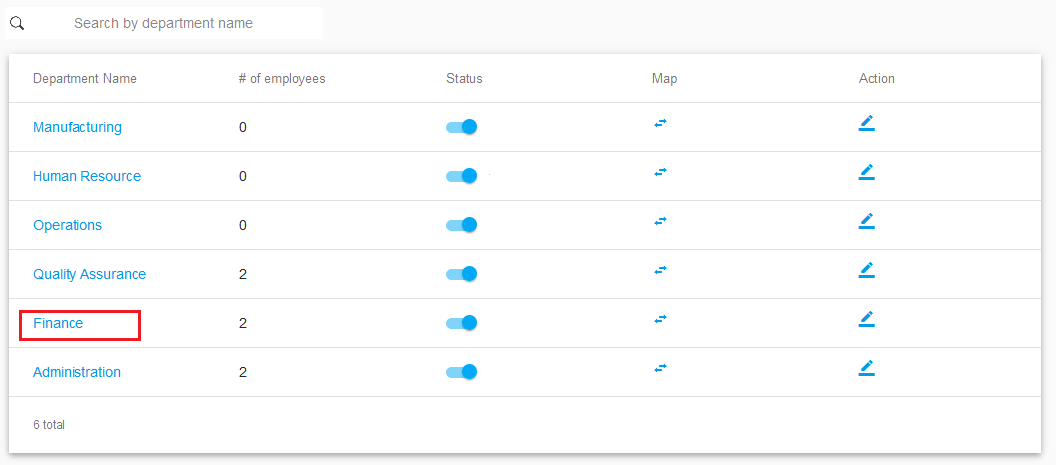 Search by department name
Department Name # of employees Status Map Action
Manufacturing 0
Human Resource 0
Operations 0
Quality Assurance 2
Finance 2
Administration 2
6 total